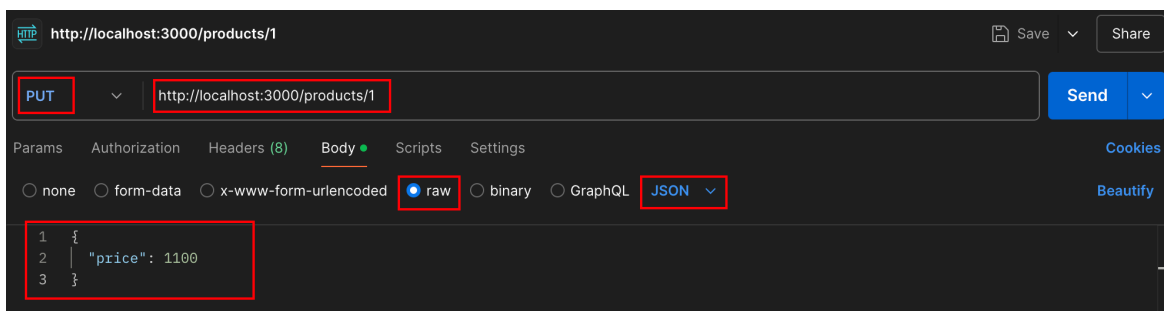 HTTP http://localhost:3000/products/1 Save Share
PUT http://localhost:3000/products/1 Send
Params Authorization Headers (8) Body Scripts Settings Cookies
none form-data x-www-form-urlencoded raw binary GraphQL JSON Beautify
1 {
2 "price": 1100
3 }